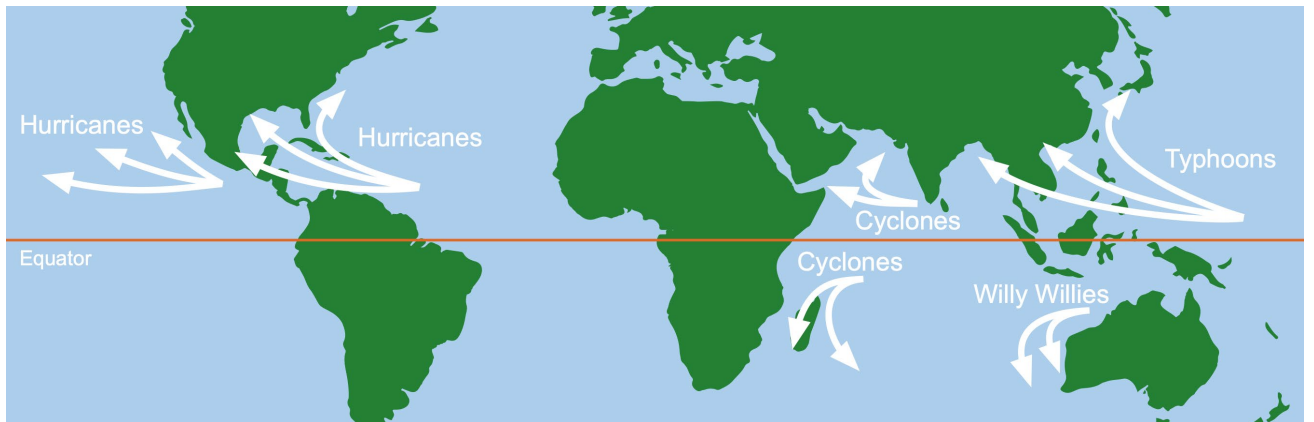 Hurricanes
Hurricanes
Typhoons
Cyclones
Equator
Cyclones
Willy Willies